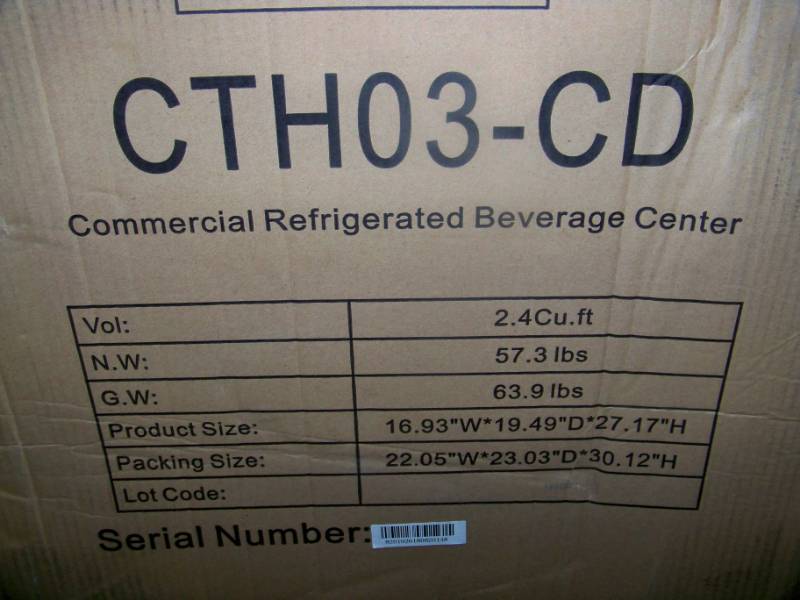 CTH03-CD
Commercial Refrigerated Beverage Center
Vol: 2.4Cu.ft
N.W: 57.3 lbs
G.W: 63.9 lbs
Product Size: 16.93"W*19.49"D*27.17"H
Packing Size: 22.05"W*23.03"D*30.12"H
Lot Code:
Serial Number: